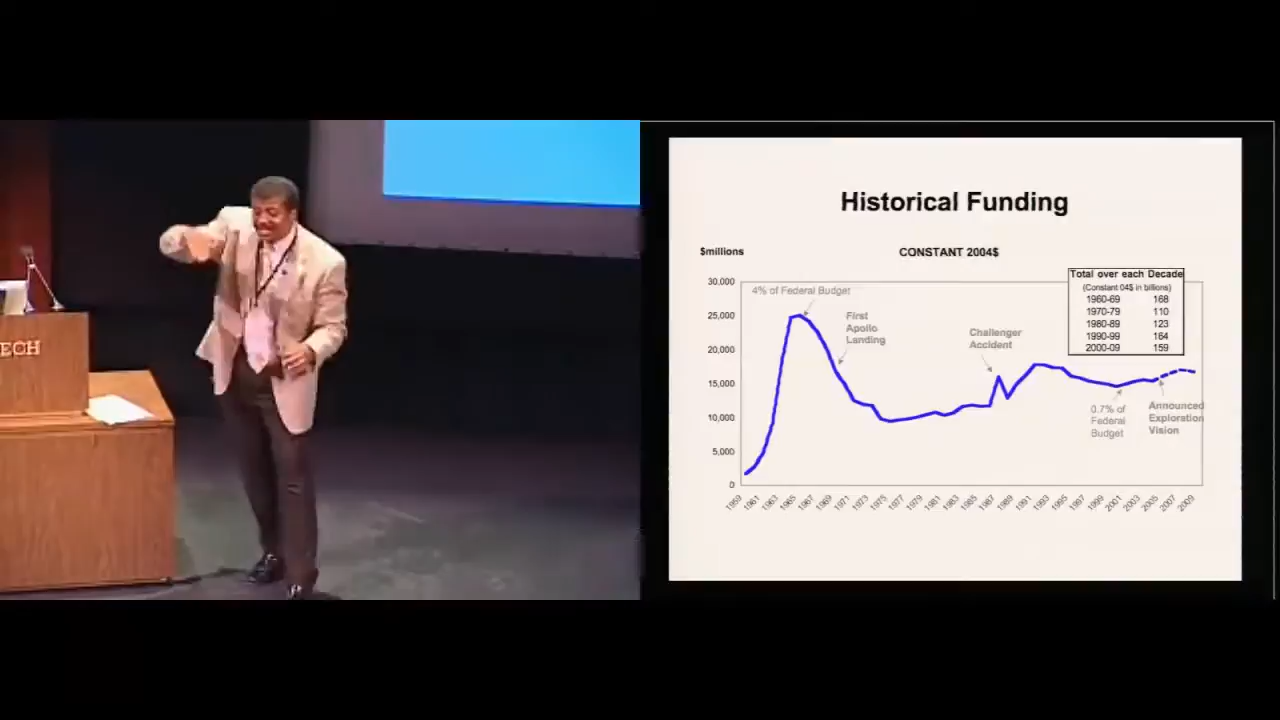 ECH
Historical Funding
$millions
CONSTANT 2004$
Total over each Decade
(Constant 04$ in billions)
1960-69 168
1970-79 110
1980-89 123
1990-99 164
2000-09 159
30,000
25,000
20,000
15,000
10,000
5,000
0
4% of Federal Budget
First
Apollo
Landing
Challenger
Accident
0.7% of
Federal
Budget
Announced
Exploration
Vision
1959 1961 1963 1965 1967 1969 1971 1973 1975 1977 1979 1981 1983 1985 1987 1989 1991 1993 1995 1997 1999 2001 2003 2005 2007 2009